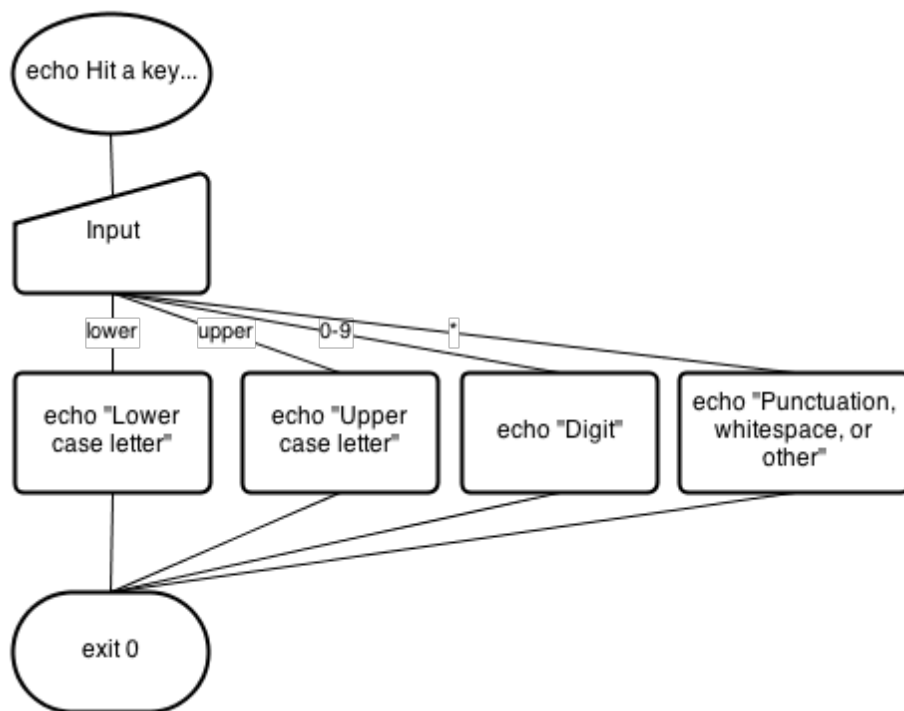 echo Hit a key...
Input
lower
upper
0-9
*
echo "Lower
case letter"
echo "Upper
case letter"
echo "Digit"
echo "Punctuation,
whitespace, or
other"
exit 0